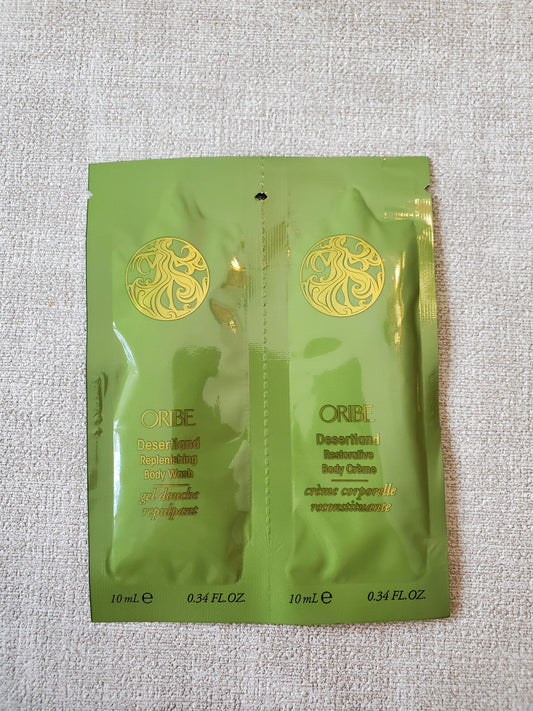 ORIBE
Desertland
Replenishing
Body Wash
gel douche
repulpant
10 mL ℮ 0.34 FL.OZ.
ORIBE
Desertland
Restorative
Body Crème
crème corporelle
reconstituante
10 mL ℮ 0.34 FL.OZ.